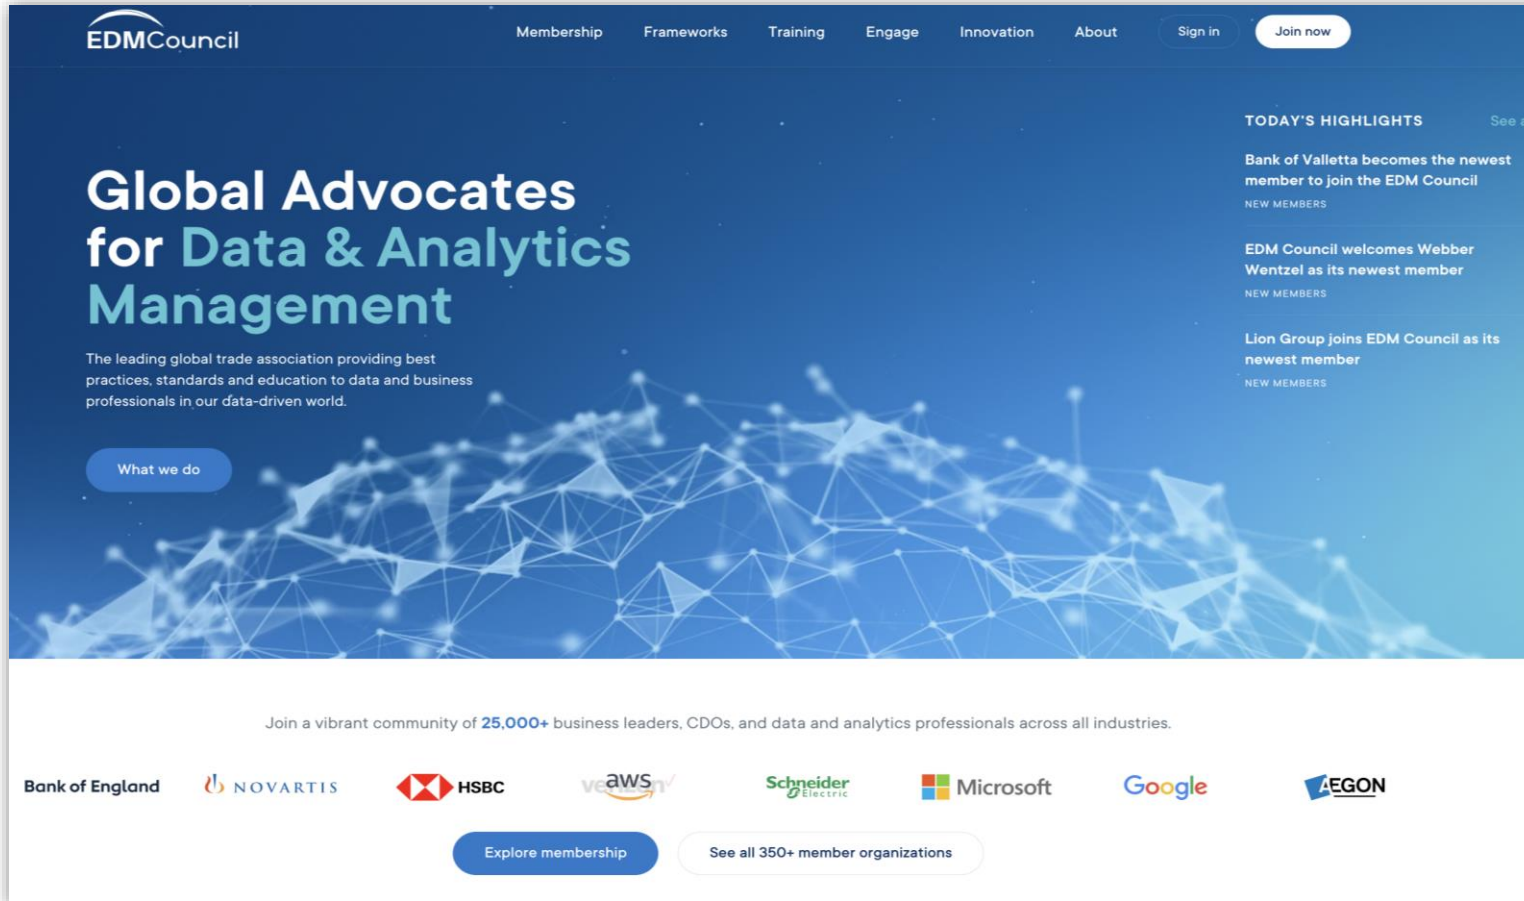 EDMCouncil
Membership Frameworks Training Engage Innovation About Sign in Join now
Global Advocates
for Data & Analytics
Management
The leading global trade association providing best
practices, standards and education to data and business
professionals in our data-driven world.
What we do
TODAY'S HIGHLIGHTS See a
Bank of Valletta becomes the newest
member to join the EDM Council
NEW MEMBERS
EDM Council welcomes Webber
Wentzel as its newest member
NEW MEMBERS
Lion Group joins EDM Council as its
newest member
NEW MEMBERS
Join a vibrant community of 25,000+ business leaders, CDOs, and data and analytics professionals across all industries.
Bank of England NOVARTIS HSBC verizon aws Schneider Microsoft Google AEGON
Electric
Explore membership See all 350+ member organizations